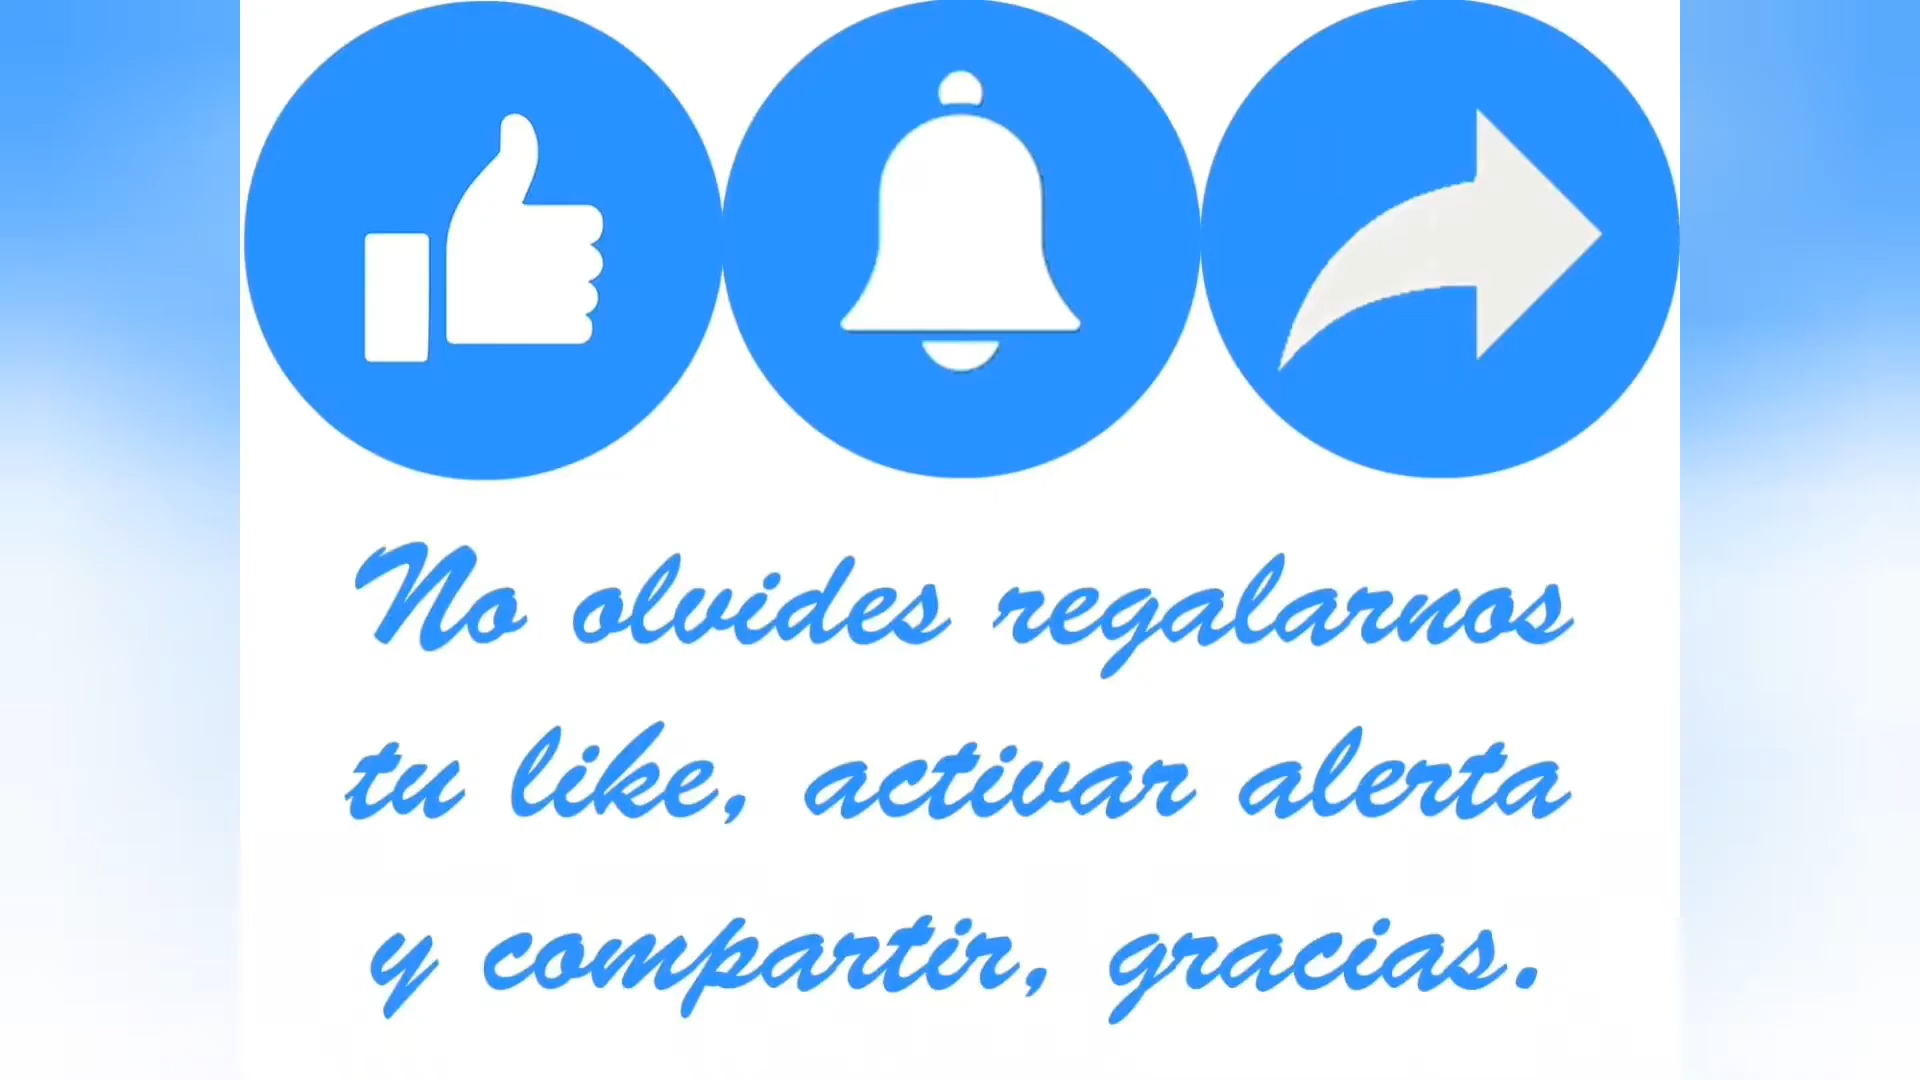 No olvides regalarnos
tu like, activar alerta
y compartir, gracias.